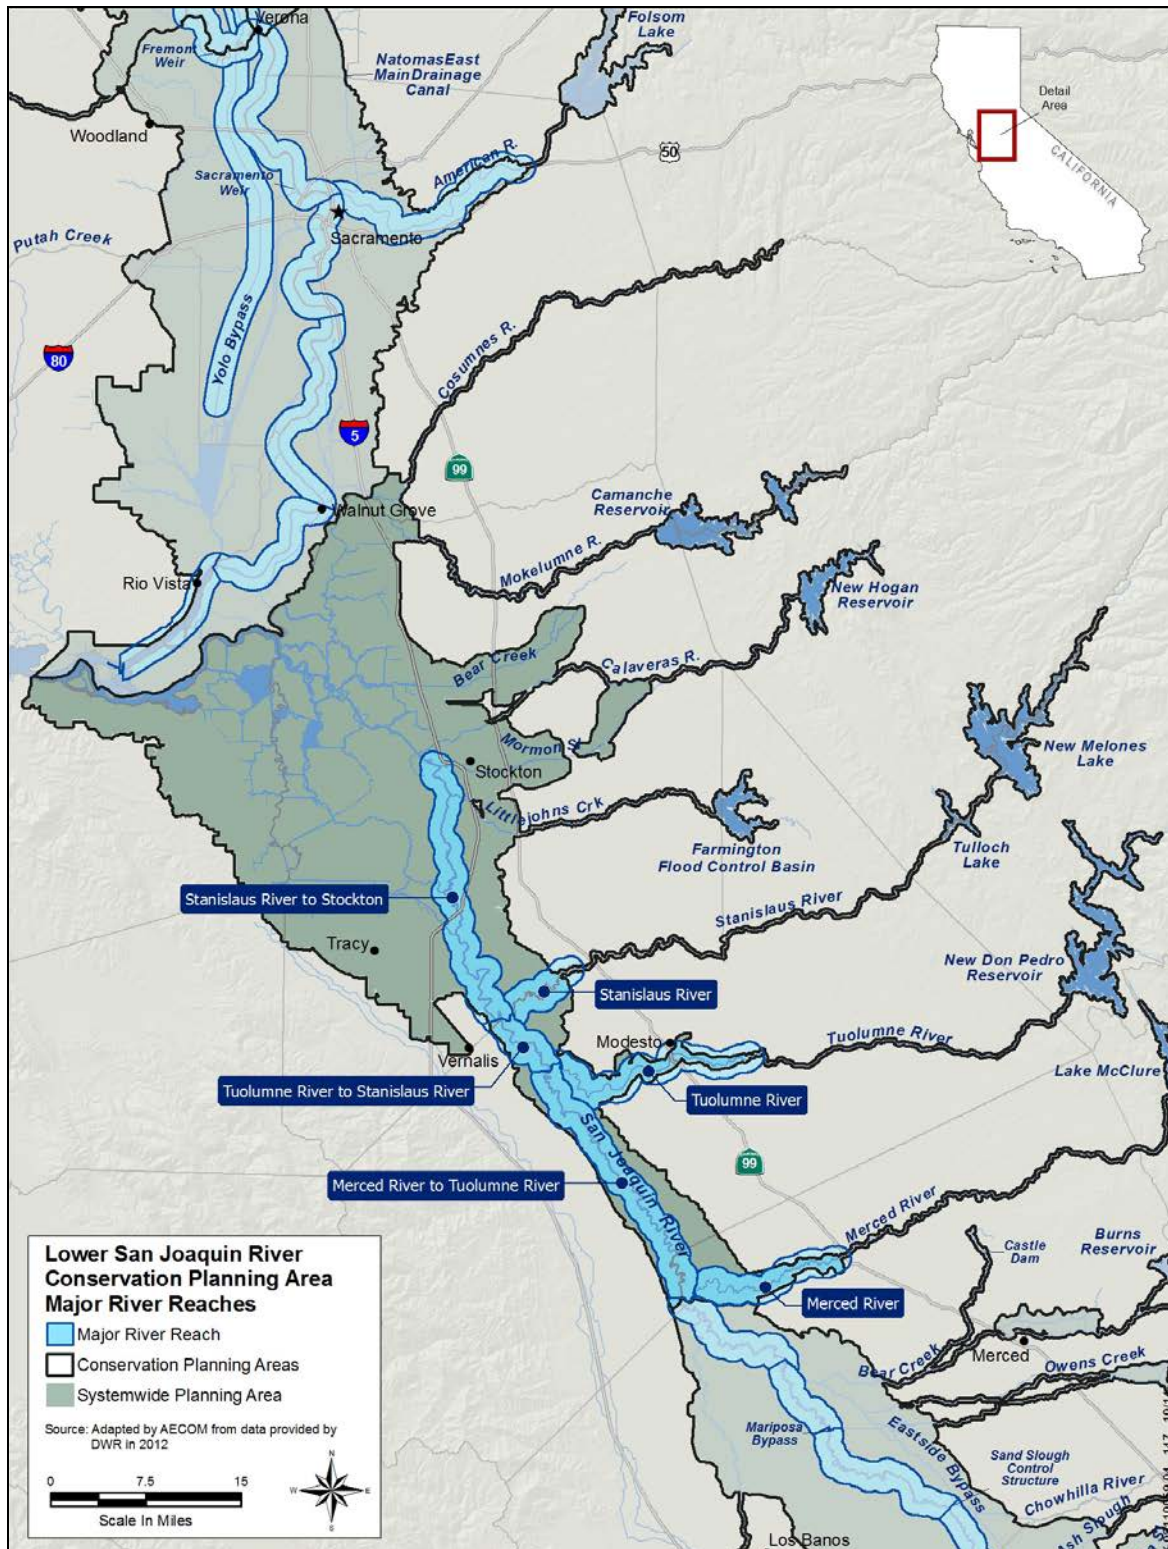 Verona
Folsom
Lake
Fremont
Weir
NatomasEast
MainDrainage
Canal
Detail
Area
CALIFORNIA
Woodland
50
American R.
Sacramento
Weir
Sacramento
Putah Creek
Yolo Bypass
80
Cosumnes R.
5
99
Camanche
Reservoir
Walnut Grove
Mokelumne R.
Rio Vista
New Hogan
Reservoir
Bear Creek
Calaveras R.
Mormon Sl.
New Melones
Lake
Stockton
Littlejohns Crk
Farmington
Flood Control Basin
Tulloch
Lake
Stanislaus River to Stockton
Stanislaus River
Tracy
New Don Pedro
Reservoir
Stanislaus River
Modesto
Tuolumne River
Vernalis
Lake McClure
Tuolumne River to Stanislaus River
Tuolumne River
San Joaquin River
99
Merced River to Tuolumne River
Merced River
Castle
Dam
Burns
Reservoir
Merced River
Bear Creek
Merced
Owens Creek
Mariposa
Bypass
Eastside Bypass
Sand Slough
Control
Structure
Chowhilla River
Ash Slough
Los Banos
Lower San Joaquin River
Conservation Planning Area
Major River Reaches
Major River Reach
Conservation Planning Areas
Systemwide Planning Area
Source: Adapted by AECOM from data provided by
DWR in 2012
N
W E
S
0 7.5 15
Scale In Miles